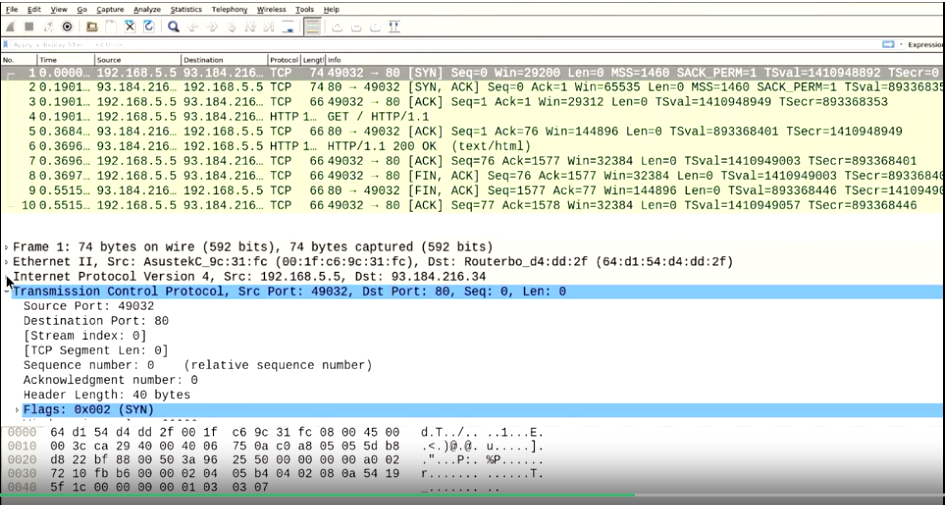 File Edit View Go Capture Analyze Statistics Telephony Wireless Tools Help
Expression
No. Time Source Destination Protocol Length Info
1 0.0000… 192.168.5.5 93.184.216… TCP 74 49032 → 80 [SYN] Seq=0 Win=29200 Len=0 MSS=1460 SACK_PERM=1 TSval=1410948892 TSecr=0
2 0.1901… 93.184.216… 192.168.5.5 TCP 74 80 → 49032 [SYN, ACK] Seq=0 Ack=1 Win=65535 Len=0 MSS=1460 SACK_PERM=1 TSval=89336835
3 0.1901… 192.168.5.5 93.184.216… TCP 66 49032 → 80 [ACK] Seq=1 Ack=1 Win=29312 Len=0 TSval=1410948949 TSecr=893368353
4 0.1901… 192.168.5.5 93.184.216… HTTP 1… GET / HTTP/1.1
5 0.3684… 93.184.216… 192.168.5.5 TCP 66 80 → 49032 [ACK] Seq=1 Ack=76 Win=144896 Len=0 TSval=893368401 TSecr=1410948949
6 0.3696… 93.184.216… 192.168.5.5 HTTP 1… HTTP/1.1 200 OK (text/html)
7 0.3696… 192.168.5.5 93.184.216… TCP 66 49032 → 80 [ACK] Seq=76 Ack=1577 Win=32384 Len=0 TSval=1410949003 TSecr=893368401
8 0.3697… 192.168.5.5 93.184.216… TCP 66 49032 → 80 [FIN, ACK] Seq=76 Ack=1577 Win=32384 Len=0 TSval=1410949003 TSecr=89336840
9 0.5515… 93.184.216… 192.168.5.5 TCP 66 80 → 49032 [FIN, ACK] Seq=1577 Ack=77 Win=144896 Len=0 TSval=893368446 TSecr=14109490
10 0.5515… 192.168.5.5 93.184.216… TCP 66 49032 → 80 [ACK] Seq=77 Ack=1578 Win=32384 Len=0 TSval=1410949057 TSecr=893368446
Frame 1: 74 bytes on wire (592 bits), 74 bytes captured (592 bits)
Ethernet II, Src: AsustekC_9c:31:fc (00:1f:c6:9c:31:fc), Dst: Routerbo_d4:dd:2f (64:d1:54:d4:dd:2f)
Internet Protocol Version 4, Src: 192.168.5.5, Dst: 93.184.216.34
Transmission Control Protocol, Src Port: 49032, Dst Port: 80, Seq: 0, Len: 0
Source Port: 49032
Destination Port: 80
[Stream index: 0]
[TCP Segment Len: 0]
Sequence number: 0 (relative sequence number)
Acknowledgment number: 0
Header Length: 40 bytes
Flags: 0x002 (SYN)
0000 64 d1 54 d4 dd 2f 00 1f c6 9c 31 fc 08 00 45 00 d.T../.. ..1...E.
0010 00 3c ca 29 40 00 40 06 75 0a c0 a8 05 05 5d b8 .<.)@.@. u.....].
0020 d8 22 bf 88 00 50 3a 96 25 50 00 00 00 00 a0 02 ."...P:. %P......
0030 72 10 fb b6 00 00 02 04 05 b4 04 02 08 0a 54 19 r....... ......T.
0040 5f 1c 00 00 00 00 01 03 03 07 _....... ..